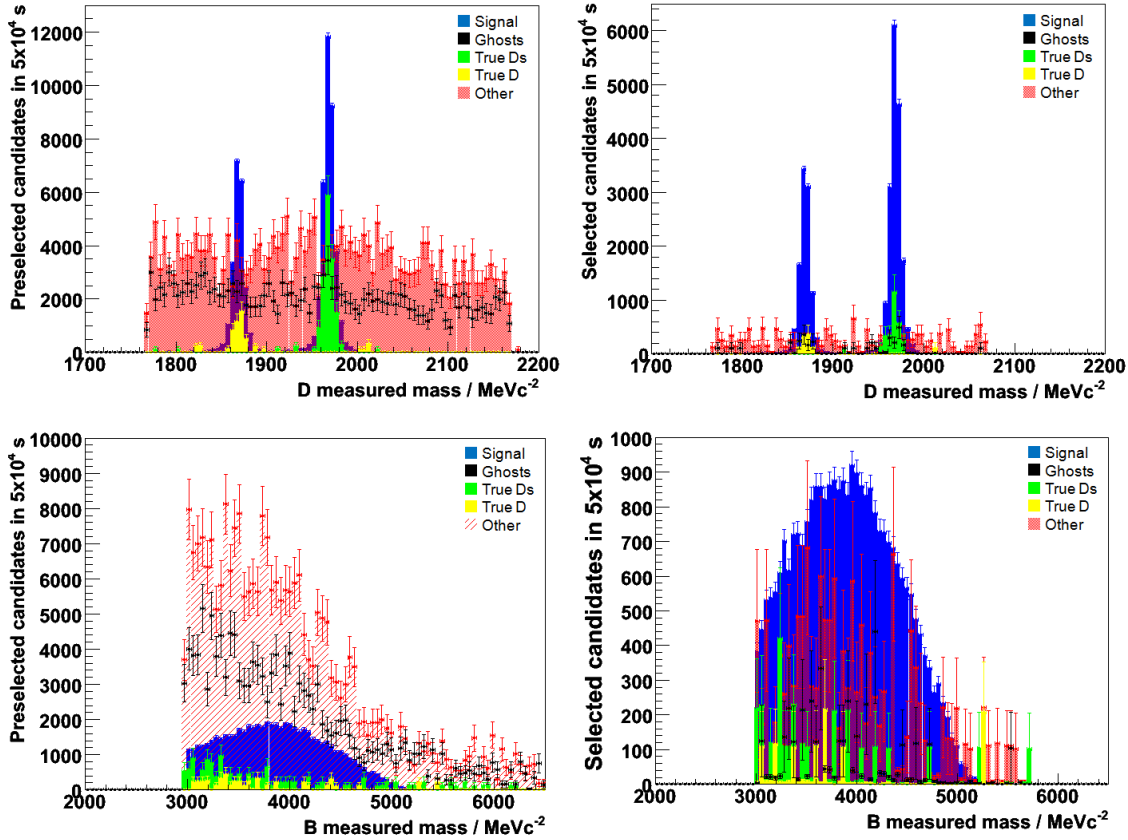 Preselected candidates in 5x10⁴ s
12000
10000
8000
6000
4000
2000
0
1700 1800 1900 2000 2100 2200
D measured mass / MeVc⁻²
Signal
Ghosts
True Ds
True D
Other
Selected candidates in 5x10⁴ s
6000
5000
4000
3000
2000
1000
0
1700 1800 1900 2000 2100 2200
D measured mass / MeVc⁻²
Signal
Ghosts
True Ds
True D
Other
Preselected candidates in 5x10⁴ s
10000
9000
8000
7000
6000
5000
4000
3000
2000
1000
0
2000 3000 4000 5000 6000
B measured mass / MeVc⁻²
Signal
Ghosts
True Ds
True D
Other
Selected candidates in 5x10⁴ s
1000
900
800
700
600
500
400
300
200
100
0
2000 3000 4000 5000 6000
B measured mass / MeVc⁻²
Signal
Ghosts
True Ds
True D
Other